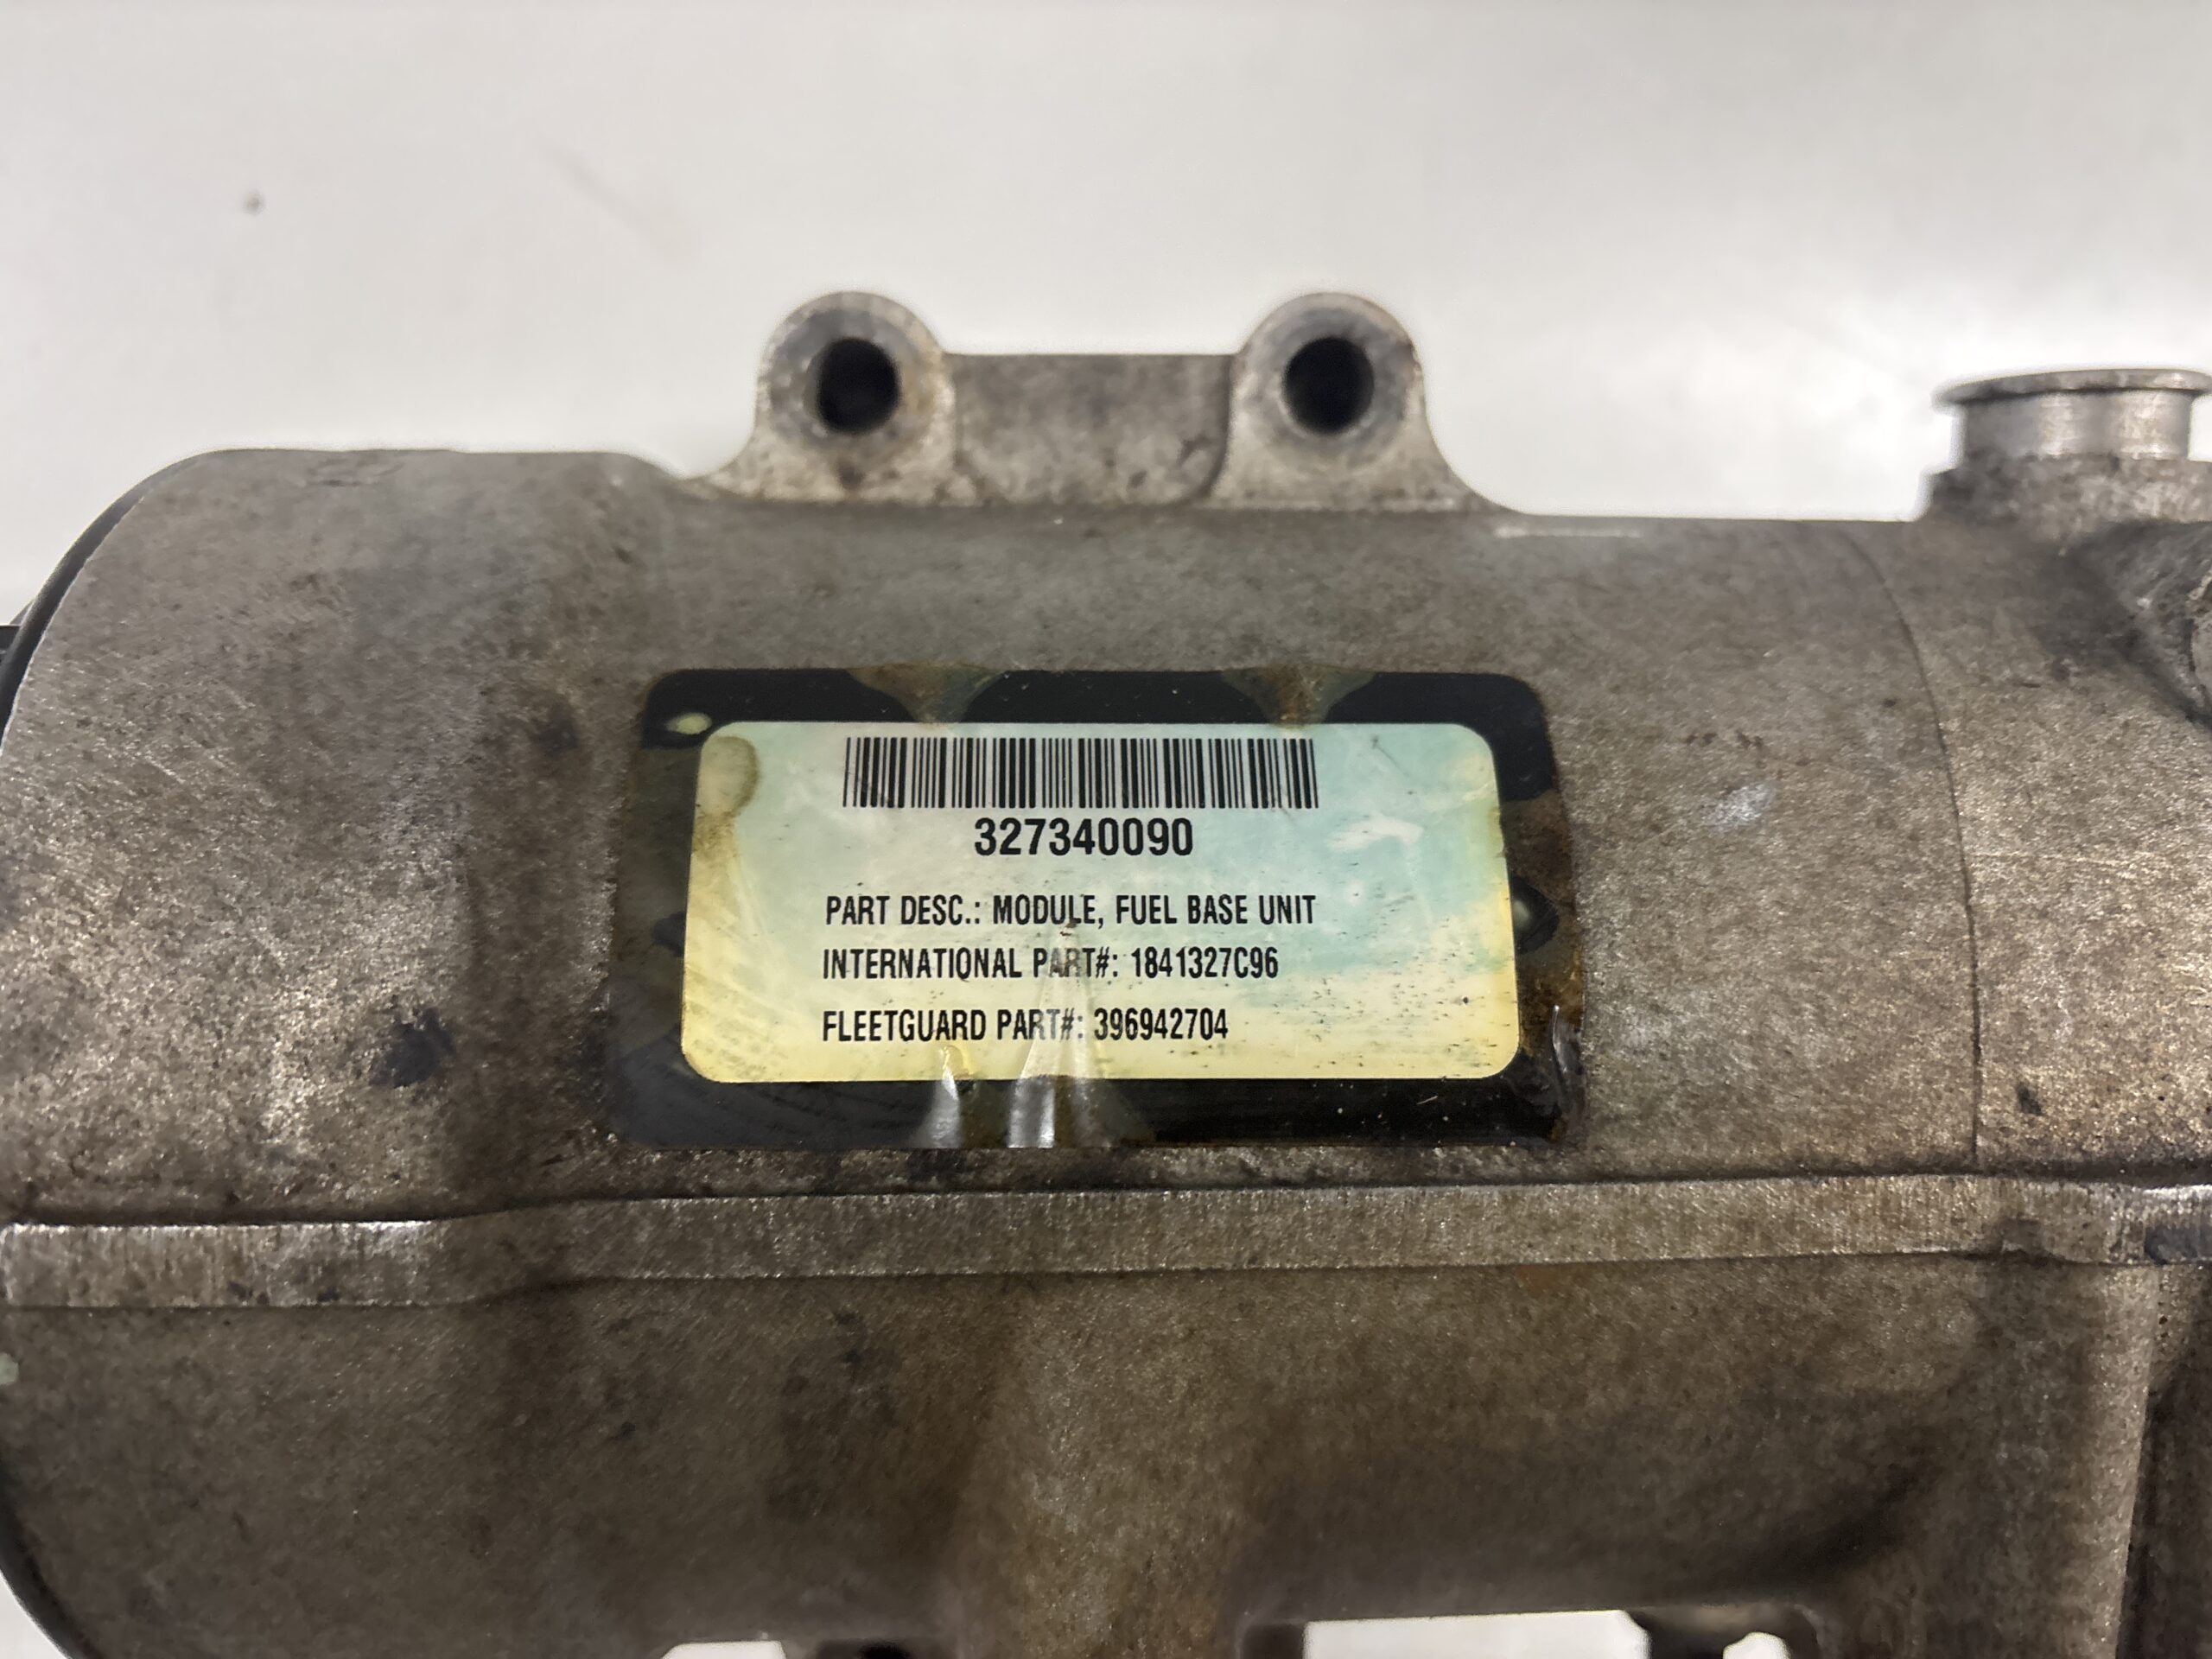 327340090
PART DESC.: MODULE, FUEL BASE UNIT
INTERNATIONAL PART#: 1841327C96
FLEETGUARD PART#: 396942704